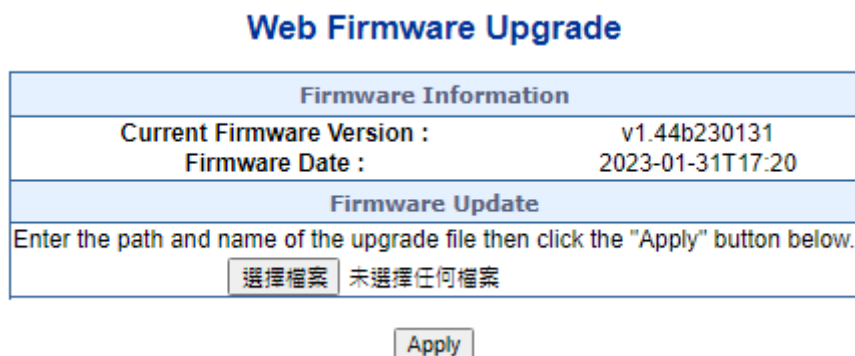 Web Firmware Upgrade
Firmware Information
Current Firmware Version : v1.44b230131
Firmware Date : 2023-01-31T17:20
Firmware Update
Enter the path and name of the upgrade file then click the "Apply" button below.
選擇檔案 未選擇任何檔案
Apply